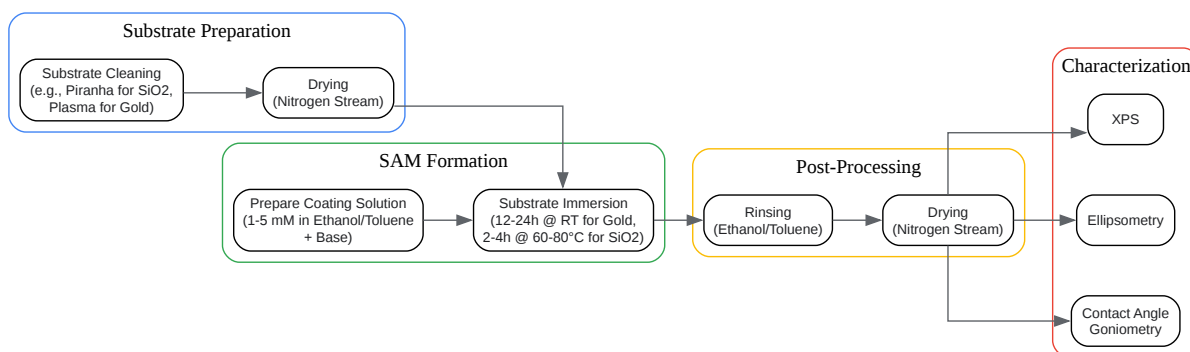 Substrate Preparation
Substrate Cleaning
(e.g., Piranha for SiO2,
Plasma for Gold)
Drying
(Nitrogen Stream)
SAM Formation
Prepare Coating Solution
(1-5 mM in Ethanol/Toluene
+ Base)
Substrate Immersion
(12-24h @ RT for Gold,
2-4h @ 60-80°C for SiO2)
Post-Processing
Rinsing
(Ethanol/Toluene)
Drying
(Nitrogen Stream)
Characterization
XPS
Ellipsometry
Contact Angle
Goniometry